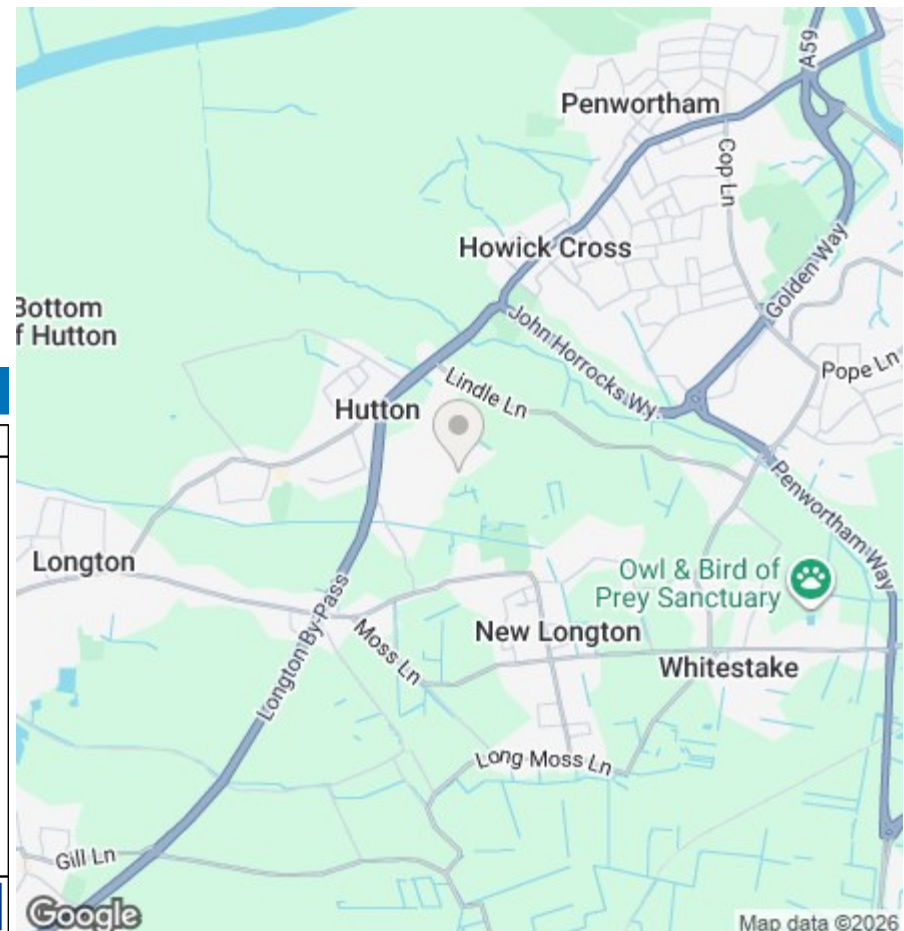 A59
Penwortham
Cop Ln
Howick Cross
Golden Way
Bottom
f Hutton
John Horrocks Wy.
Pope Ln
Lindle Ln
Hutton
Penwortham Way
Longton
Owl & Bird of
Prey Sanctuary
Longton By-Pass
New Longton
Moss Ln
Whitestake
Long Moss Ln
Gill Ln
Google
Map data ©2026